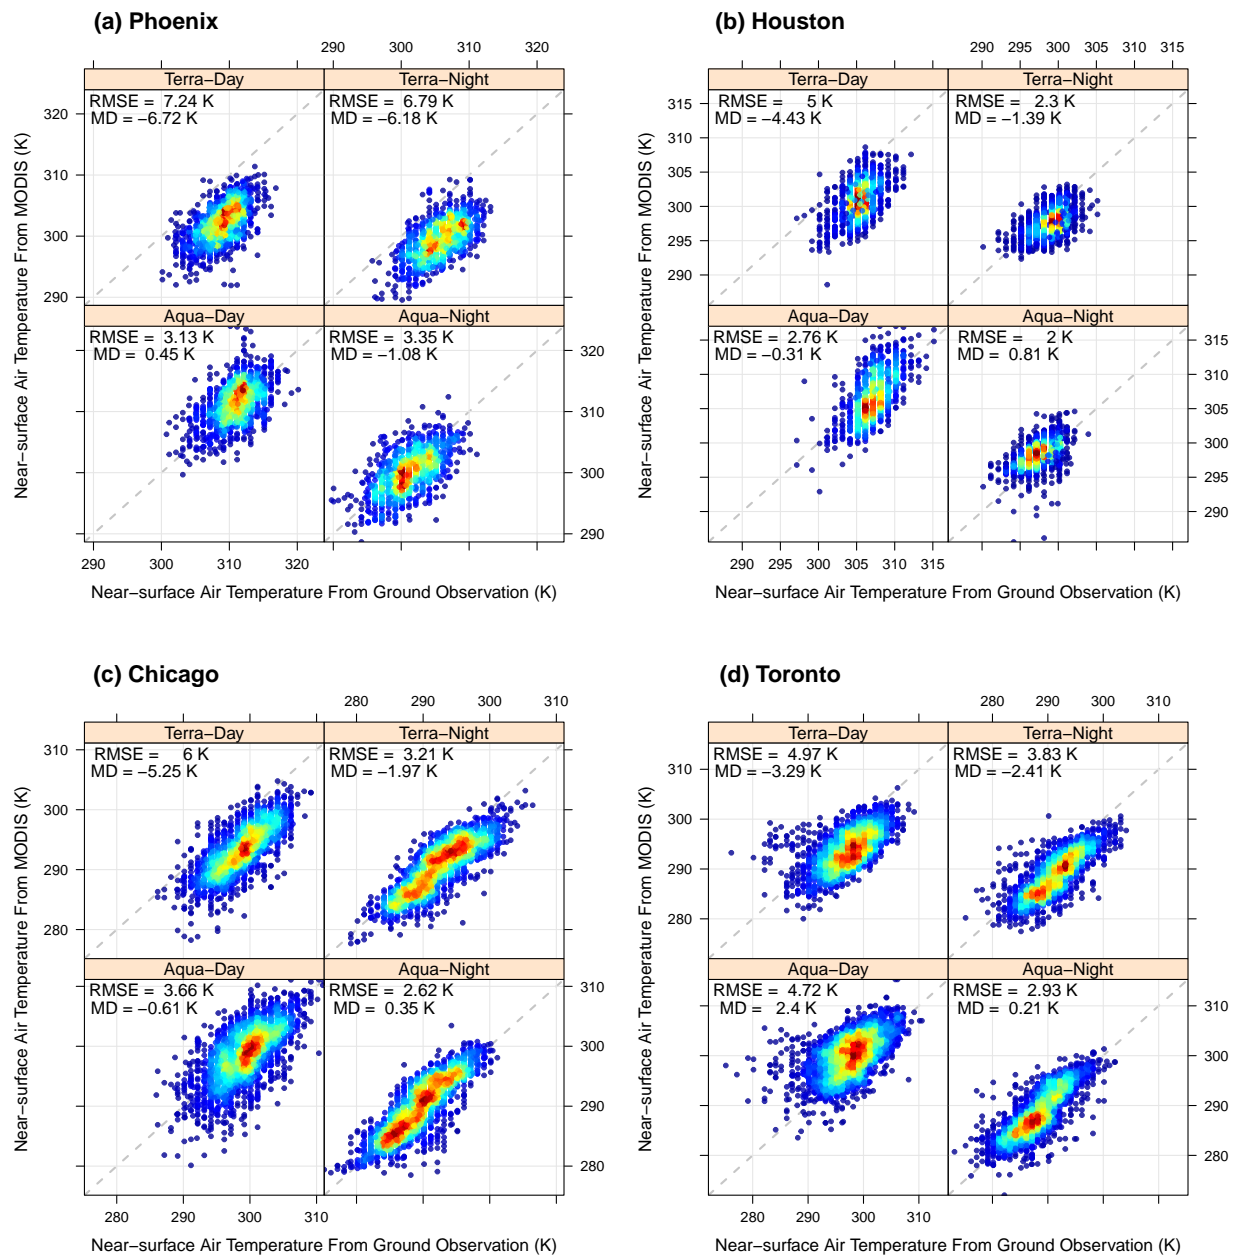 (a) Phoenix
290 300 310 320
Terra−Day Terra−Night
RMSE = 7.24 K RMSE = 6.79 K
MD = −6.72 K MD = −6.18 K
320
310
300
290
Aqua−Day Aqua−Night
RMSE = 3.13 K RMSE = 3.35 K
MD = 0.45 K MD = −1.08 K
320
310
300
290
290 300 310 320
Near−surface Air Temperature From MODIS (K)
Near−surface Air Temperature From Ground Observation (K)
(b) Houston
290 295 300 305 310 315
Terra−Day Terra−Night
RMSE = 5 K RMSE = 2.3 K
MD = −4.43 K MD = −1.39 K
315
310
305
300
295
290
Aqua−Day Aqua−Night
RMSE = 2.76 K RMSE = 2 K
MD = −0.31 K MD = 0.81 K
315
310
305
300
295
290
290 295 300 305 310 315
Near−surface Air Temperature From MODIS (K)
Near−surface Air Temperature From Ground Observation (K)
(c) Chicago
280 290 300 310
Terra−Day Terra−Night
RMSE = 6 K RMSE = 3.21 K
MD = −5.25 K MD = −1.97 K
310
300
290
280
Aqua−Day Aqua−Night
RMSE = 3.66 K RMSE = 2.62 K
MD = −0.61 K MD = 0.35 K
310
300
290
280
280 290 300 310
Near−surface Air Temperature From MODIS (K)
Near−surface Air Temperature From Ground Observation (K)
(d) Toronto
280 290 300 310
Terra−Day Terra−Night
RMSE = 4.97 K RMSE = 3.83 K
MD = −3.29 K MD = −2.41 K
310
300
290
280
Aqua−Day Aqua−Night
RMSE = 4.72 K RMSE = 2.93 K
MD = 2.4 K MD = 0.21 K
310
300
290
280
280 290 300 310
Near−surface Air Temperature From MODIS (K)
Near−surface Air Temperature From Ground Observation (K)